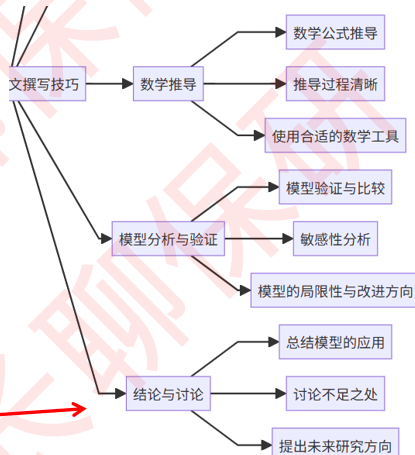 数学公式推导
文撰写技巧
数学推导
推导过程清晰
使用合适的数学工具
模型验证与比较
模型分析与验证
敏感性分析
模型的局限性与改进方向
总结模型的应用
结论与讨论
讨论不足之处
提出未来研究方向
长聊保研